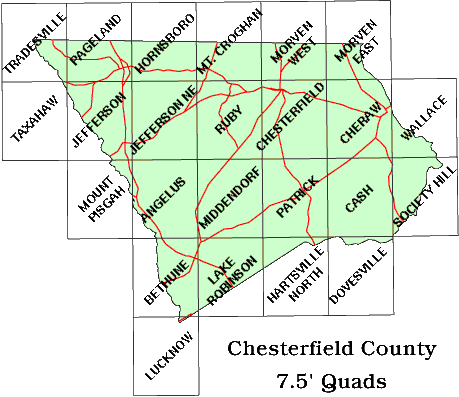 TRADESVILLE
PAGELAND
HORNSBORO
MT. CROGHAN
MORVEN
WEST
MORVEN
EAST
TAXAHAW
JEFFERSON
JEFFERSON NE
RUBY
CHESTERFIELD
CHERAW
WALLACE
MOUNT
PISGAH
ANGELUS
MIDDENDORF
PATRICK
CASH
SOCIETY HILL
BETHUNE
LAKE
ROBINSON
HARTSVILLE
NORTH
DOVESVILLE
LUCKNOW
Chesterfield County
7.5' Quads